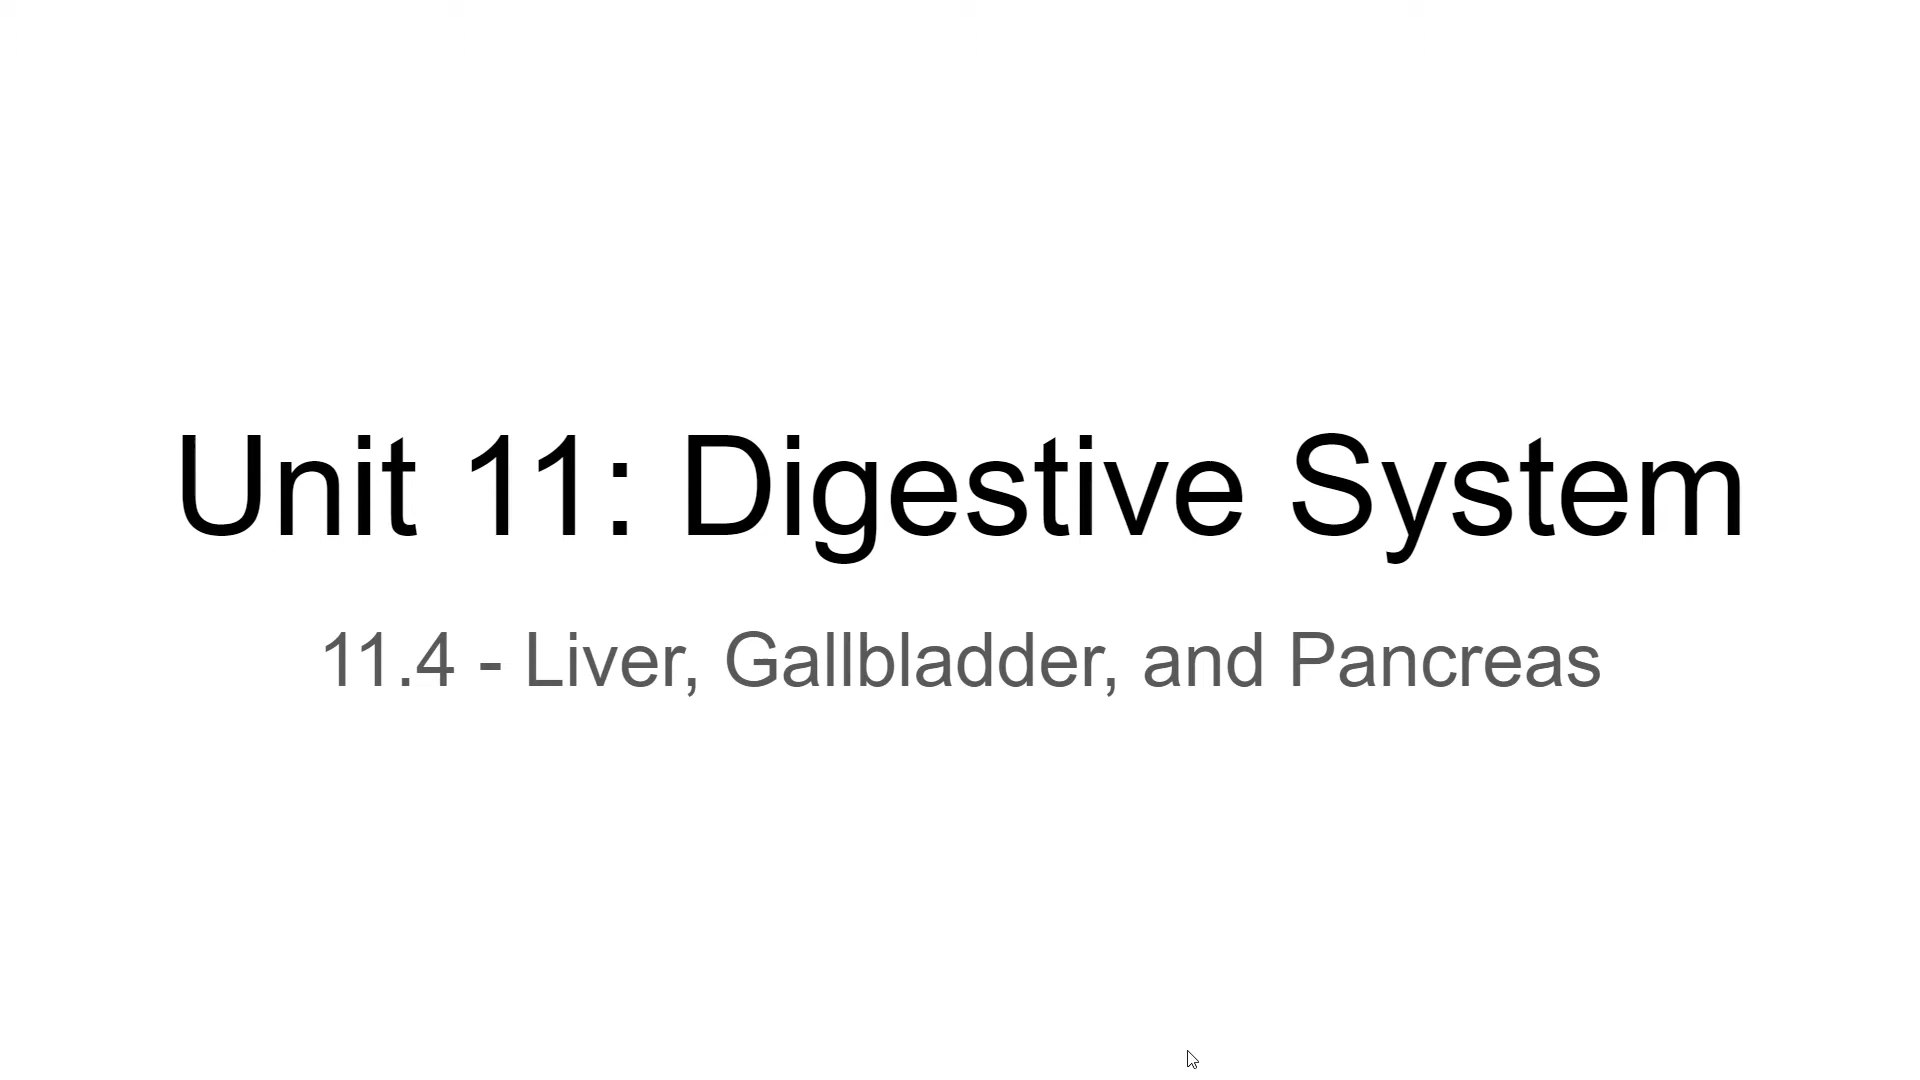 Unit 11: Digestive System
11.4 - Liver, Gallbladder, and Pancreas